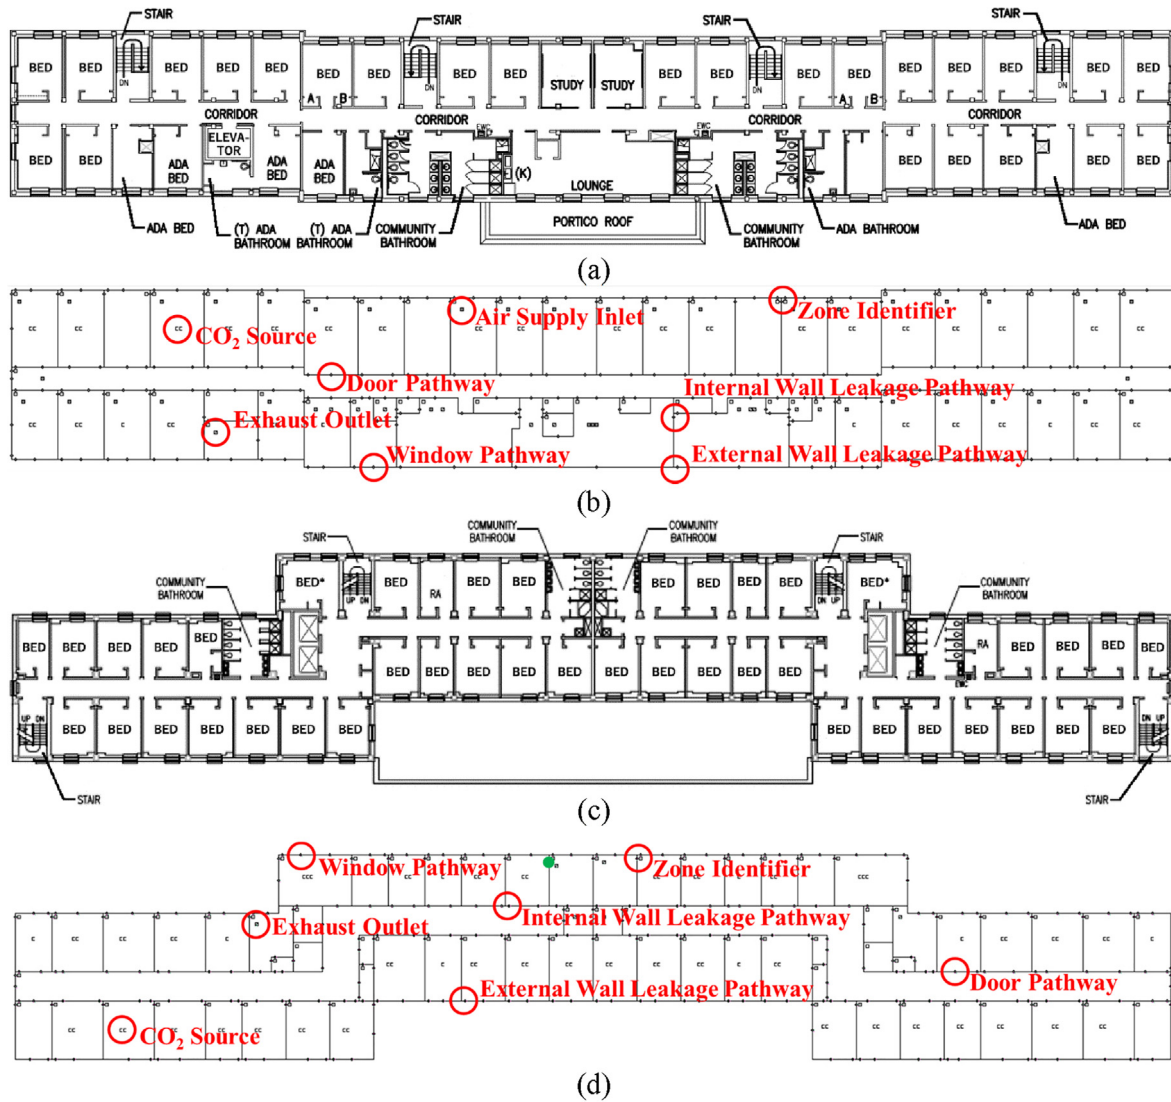 STAIR STAIR STAIR STAIR
BED BED BED BED BED BED BED BED BED STUDY STUDY BED BED BED BED BED BED BED BED BED
DN DN DN DN
A B A B
CORRIDOR CORRIDOR CORRIDOR CORRIDOR
EWC EWC
BED BED ADA BED ELEVA-TOR ADA BED ADA BED (K) LOUNGE BED BED BED BED BED
ADA BED (T) ADA BATHROOM (T) ADA BATHROOM COMMUNITY BATHROOM PORTICO ROOF COMMUNITY BATHROOM ADA BATHROOM ADA BED
(a)
CO2 Source
Air Supply Inlet
Zone Identifier
Door Pathway
Internal Wall Leakage Pathway
Exhaust Outlet
Window Pathway
External Wall Leakage Pathway
(b)
COMMUNITY BATHROOM COMMUNITY BATHROOM
STAIR STAIR
COMMUNITY BATHROOM COMMUNITY BATHROOM
BED* UP DN BED RA BED BED BED BED BED BED DN UP BED*
BED BED BED BED BED RA BED BED BED BED
BED BED BED BED BED BED BED BED BED BED
EWC
UP DN BED BED BED BED BED BED BED BED BED BED BED BED BED BED DN UP
STAIR STAIR
(c)
Window Pathway
Zone Identifier
Exhaust Outlet
Internal Wall Leakage Pathway
Door Pathway
External Wall Leakage Pathway
CO2 Source
(d)